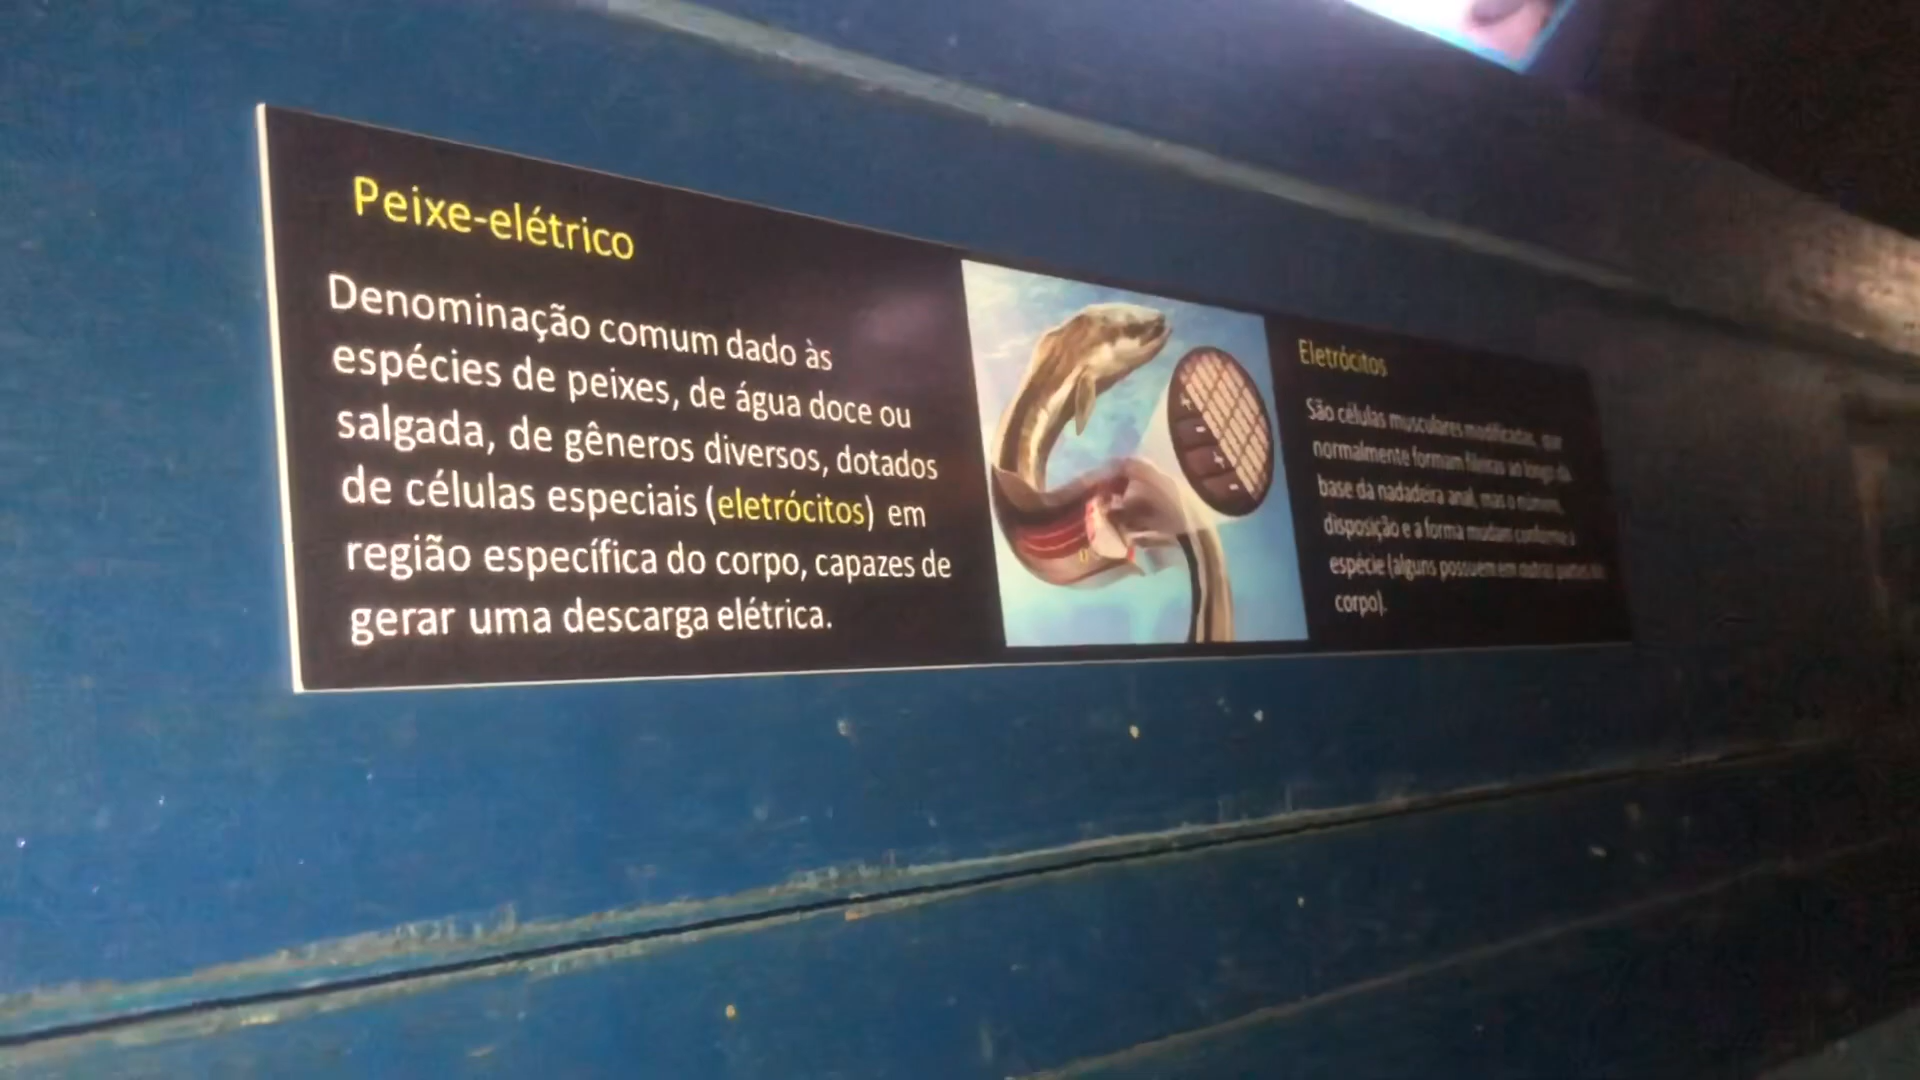 Peixe-elétrico
Denominação comum dado às
espécies de peixes, de água doce ou
salgada, de gêneros diversos, dotados
de células especiais (eletrócitos) em
região específica do corpo, capazes de
gerar uma descarga elétrica.
Eletrócitos
São células musculares modificadas, que
normalmente formam fileiras ao longo da
base da nadadeira anal, mas o número,
disposição e a forma mudam conforme a
espécie (alguns possuem em outras partes do
corpo).